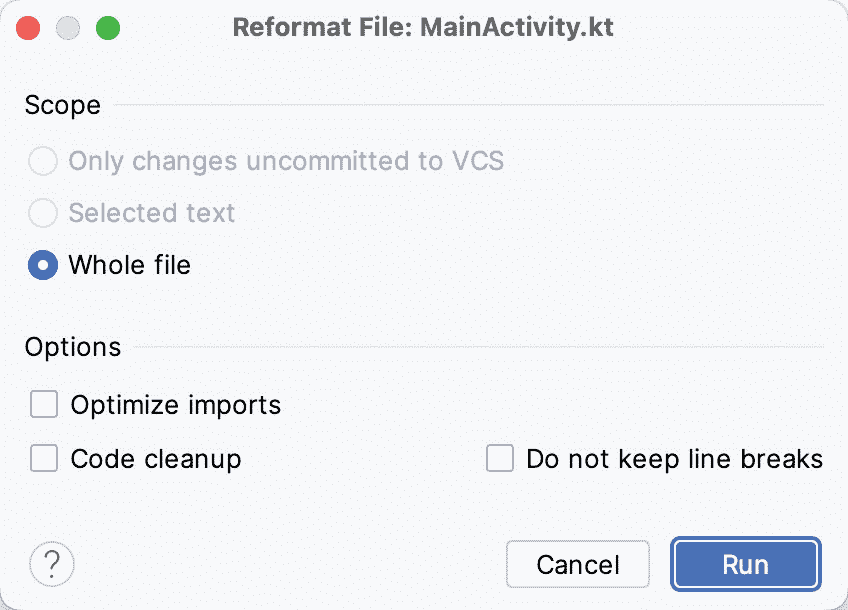 Reformat File: MainActivity.kt
Scope
Only changes uncommitted to VCS
Selected text
Whole file
Options
Optimize imports
Code cleanup
Do not keep line breaks
?
Cancel
Run